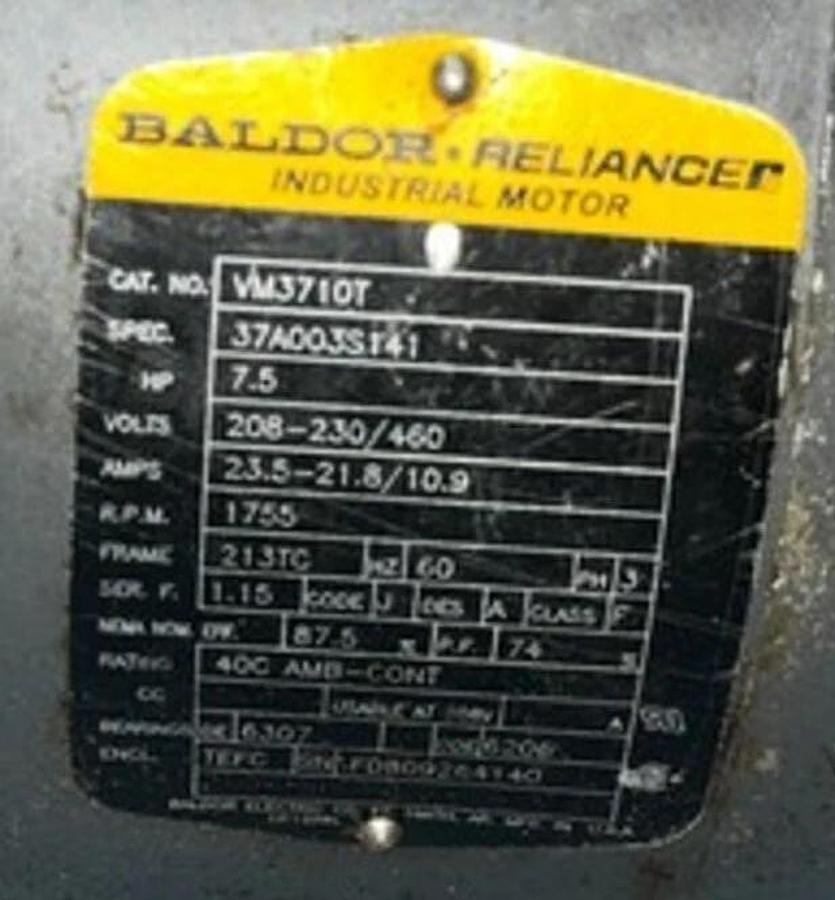 BALDOR · RELIANCE
INDUSTRIAL MOTOR
CAT. NO. VM3710T
SPEC. 37A003S141
HP 7.5
VOLTS 208-230/460
AMPS 23.5-21.8/10.9
R.P.M. 1755
FRAME 213TC HZ 60 PH 3
SER. F. 1.15 CODE J DES A CLASS F
NEMA NOM. EFF. 87.5 % P.F. 74 %
RATING 40C AMB-CONT
CC USABLE AT 208V A
BEARINGS DE 6307 ODE 6206
ENCL. TEFC SN F0809264140
BALDOR ELECTRIC